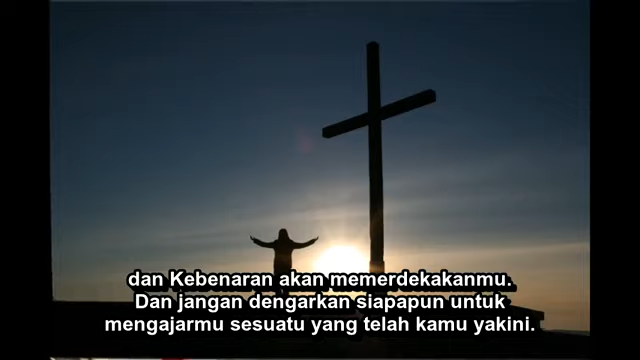 dan Kebenaran akan memerdekakanmu.
Dan jangan dengarkan siapapun untuk
mengajarmu sesuatu yang telah kamu yakini.